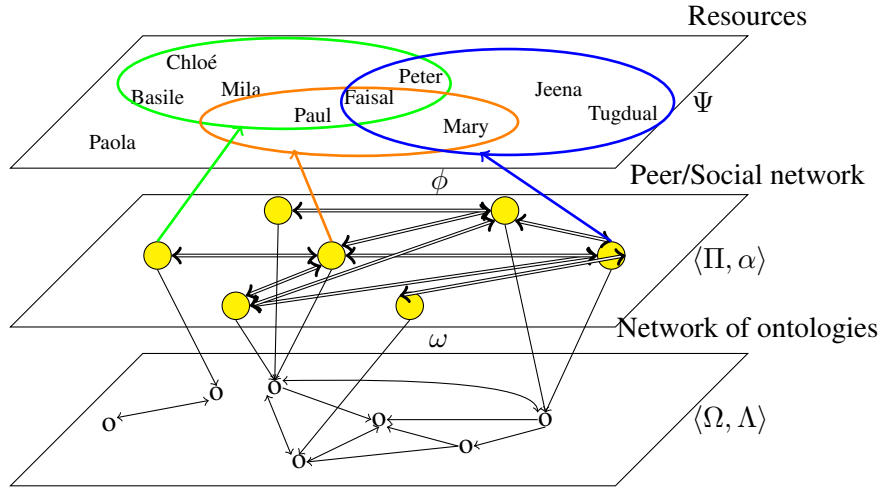 Resources
Chloé
Peter
Mila
Jeena
Basile
Faisal
Ψ
Paul
Tugdual
Mary
Paola
ϕ
Peer/Social network
⟨Π, α⟩
Network of ontologies
ω
o
o
o
o
o
⟨Ω, Λ⟩
o
o